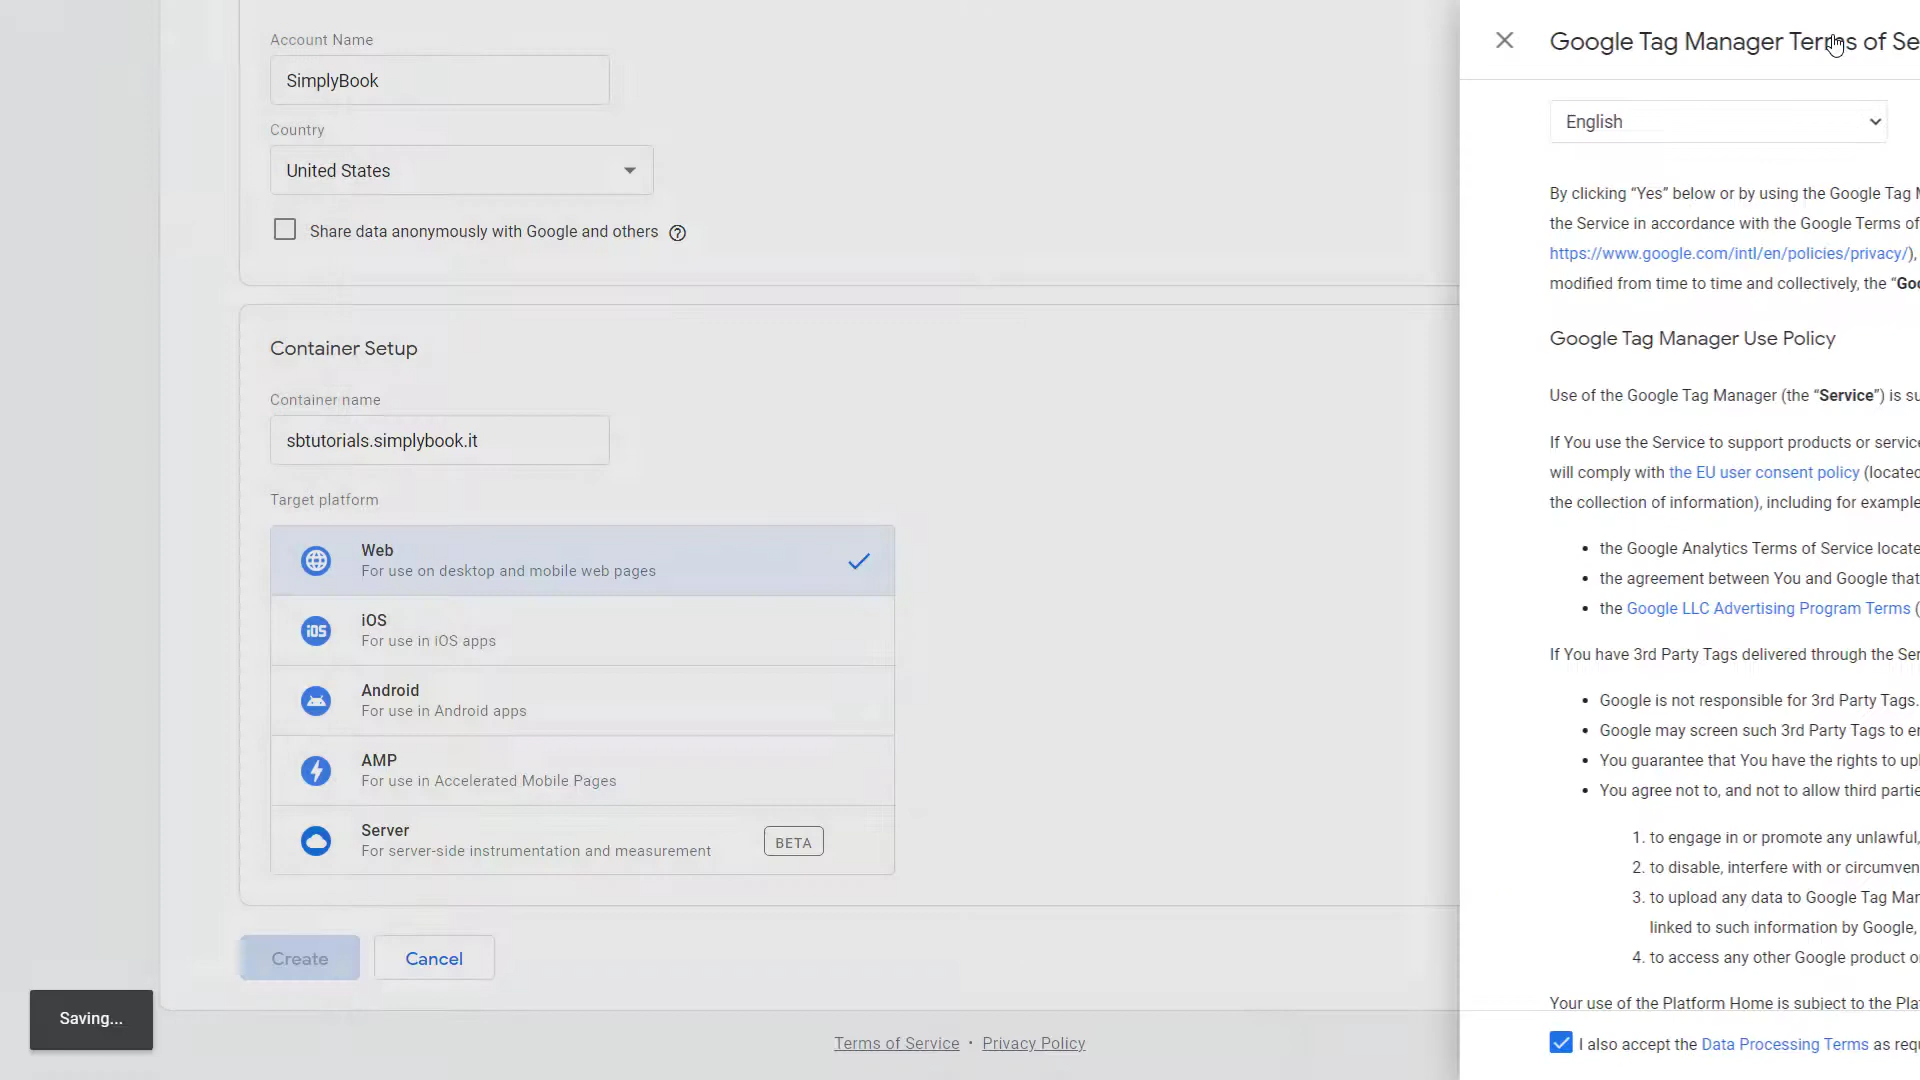 Account Name
SimplyBook
Country
United States
Share data anonymously with Google and others
Container Setup
Container name
sbtutorials.simplybook.it
Target platform
Web
For use on desktop and mobile web pages
iOS
iOS
For use in iOS apps
Android
For use in Android apps
AMP
For use in Accelerated Mobile Pages
Server
For server-side instrumentation and measurement
BETA
Create
Cancel
Saving...
Terms of Service • Privacy Policy
Google Tag Manager Terms of Se
English
By clicking “Yes” below or by using the Google Tag M
the Service in accordance with the Google Terms of
https://www.google.com/intl/en/policies/privacy/),
modified from time to time and collectively, the “Goo
Google Tag Manager Use Policy
Use of the Google Tag Manager (the “Service”) is su
If You use the Service to support products or service
will comply with the EU user consent policy (located
the collection of information), including for example
• the Google Analytics Terms of Service locate
• the agreement between You and Google that
• the Google LLC Advertising Program Terms (
If You have 3rd Party Tags delivered through the Ser
• Google is not responsible for 3rd Party Tags.
• Google may screen such 3rd Party Tags to en
• You guarantee that You have the rights to upl
• You agree not to, and not to allow third partie
1. to engage in or promote any unlawful,
2. to disable, interfere with or circumven
3. to upload any data to Google Tag Man
linked to such information by Google,
4. to access any other Google product o
Your use of the Platform Home is subject to the Pla
I also accept the Data Processing Terms as requ